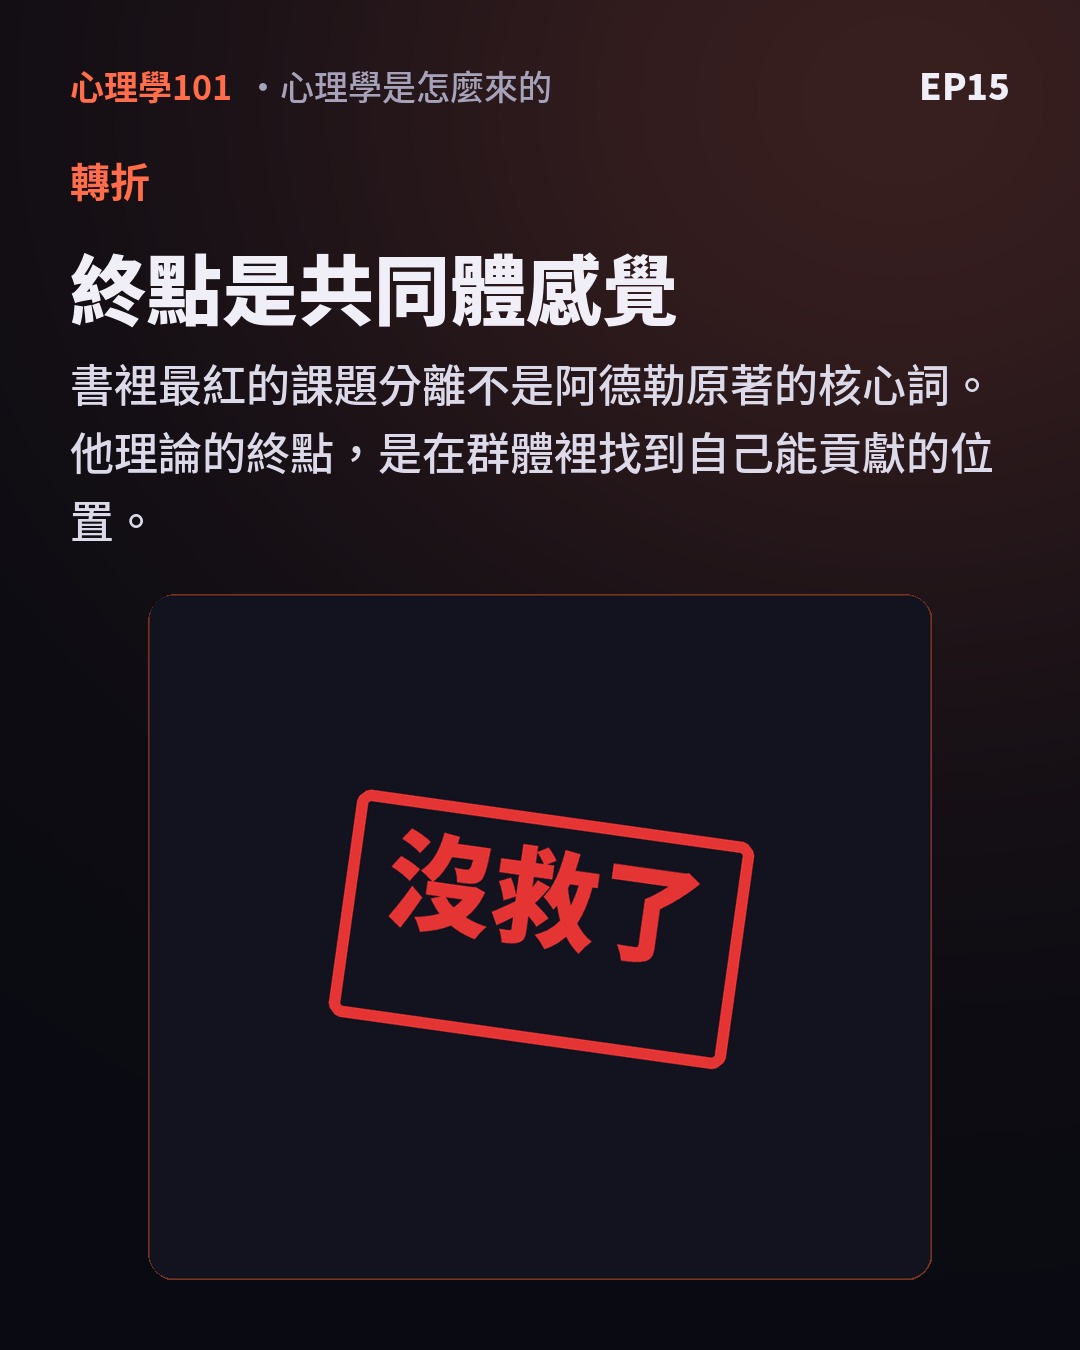 心理學101 ・心理學是怎麼來的
EP15
轉折
終點是共同體感覺
書裡最紅的課題分離不是阿德勒原著的核心詞。
他理論的終點，是在群體裡找到自己能貢獻的位
置。
沒救了